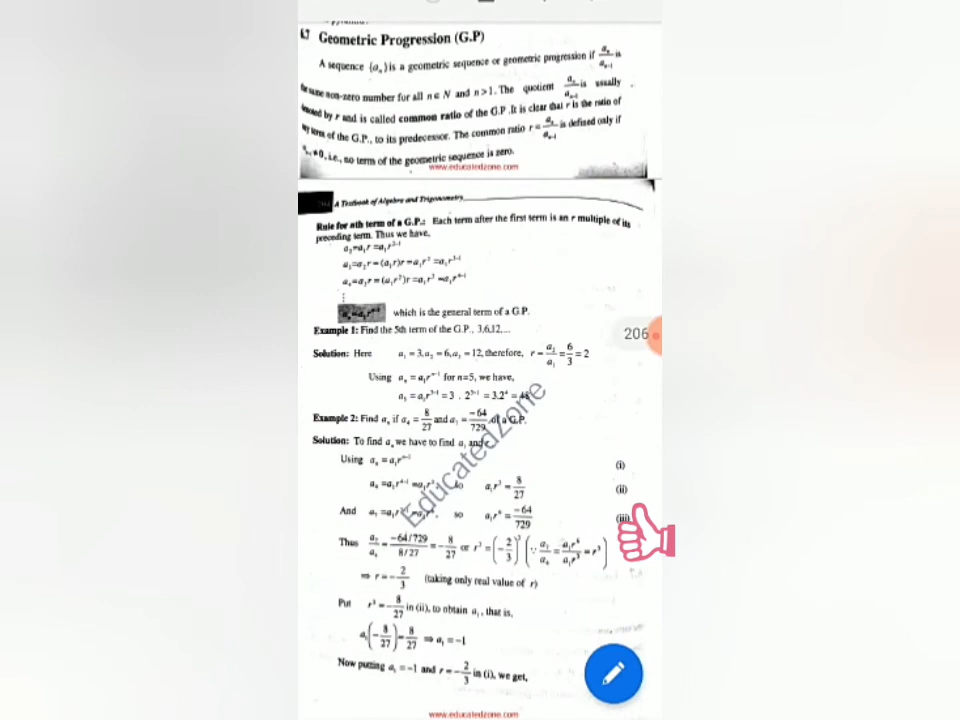 6.7 Geometric Progression (G.P)
A sequence {aₙ} is a geometric sequence or geometric progression if aₙ/aₙ₋₁ is
the same non-zero number for all n ∈ N and n > 1. The quotient aₙ/aₙ₋₁ is usually
denoted by r and is called common ratio of the G.P. It is clear that r is the ratio of
any term of the G.P., to its predecessor. The common ratio r = aₙ/aₙ₋₁ is defined only if
aₙ₋₁ ≠ 0, i.e., no term of the geometric sequence is zero.
www.educatedzone.com
A Textbook of Algebra and Trigonometry
Rule for nth term of a G.P.: Each term after the first term is an r multiple of its
preceding term. Thus we have,
a₂ = a₁r = a₁r²⁻¹
a₃ = a₂r = (a₁r)r = a₁r² = a₁r³⁻¹
a₄ = a₃r = (a₁r²)r = a₁r³ = a₁r⁴⁻¹
⋮
aₙ = a₁rⁿ⁻¹ which is the general term of a G.P.
Example 1: Find the 5th term of the G.P., 3,6,12,...
206
Solution: Here a₁ = 3, a₂ = 6, a₃ = 12, therefore, r = a₂/a₁ = 6/3 = 2
Using aₙ = a₁rⁿ⁻¹ for n=5, we have,
a₅ = a₁r⁵⁻¹ = 3 . 2⁵⁻¹ = 3.2⁴ = 48
Example 2: Find aₙ if a₄ = 8/27 and a₇ = -64/729 of a G.P.
Solution: To find aₙ we have to find a₁ and r.
Using aₙ = a₁rⁿ⁻¹ (i)
a₄ = a₁r⁴⁻¹ = a₁r³, so a₁r³ = 8/27 (ii)
And a₇ = a₁r⁷⁻¹ = a₁r⁶. so a₁r⁶ = -64/729 (iii)
Thus a₇/a₄ = -64/729 / 8/27 = -8/27 or r³ = (-2/3)³ (∵ a₇/a₄ = a₁r⁶/a₁r³ = r³)
⇒ r = -2/3 (taking only real value of r)
Put r³ = -8/27 in (ii), to obtain a₁, that is,
a₁(-8/27) = 8/27 ⇒ a₁ = -1
Now putting a₁ = -1 and r = -2/3 in (i), we get,
www.educatedzone.com
EducatedZone